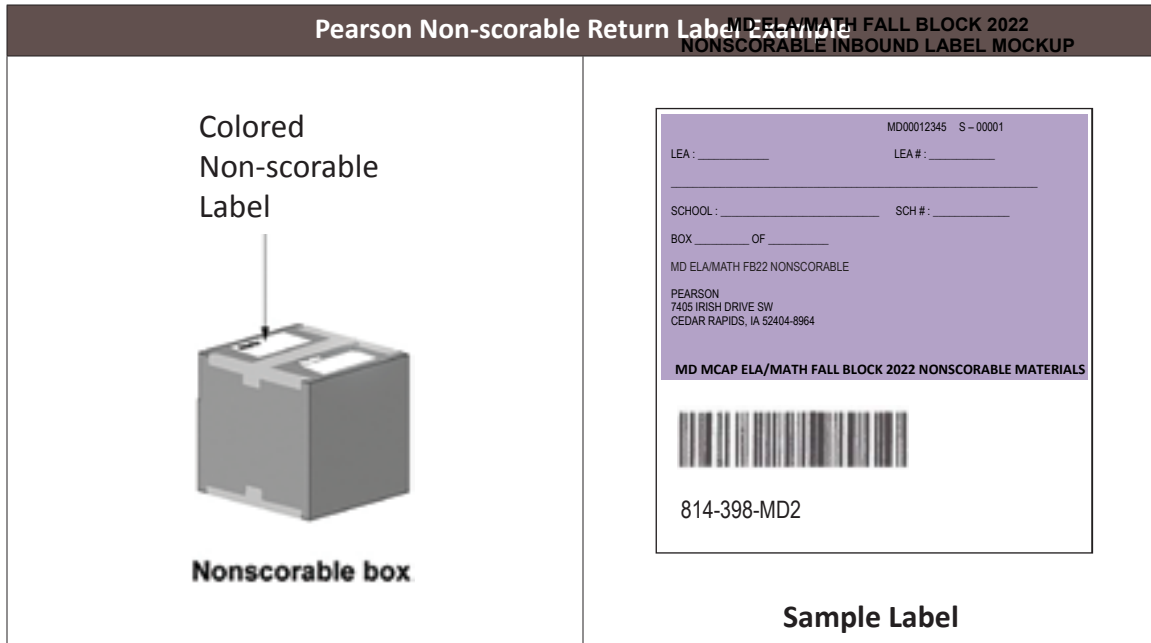 Pearson Non-scorable Return Label Example
MD ELA/MATH FALL BLOCK 2022
NONSCORABLE INBOUND LABEL MOCKUP
Colored
Non-scorable
Label
Nonscorable box
MD00012345 S – 00001
LEA : ____________ LEA # : ___________
SCHOOL : ___________________________ SCH # : _____________
BOX _________ OF __________
MD ELA/MATH FB22 NONSCORABLE
PEARSON
7405 IRISH DRIVE SW
CEDAR RAPIDS, IA 52404-8964
MD MCAP ELA/MATH FALL BLOCK 2022 NONSCORABLE MATERIALS
814-398-MD2
Sample Label